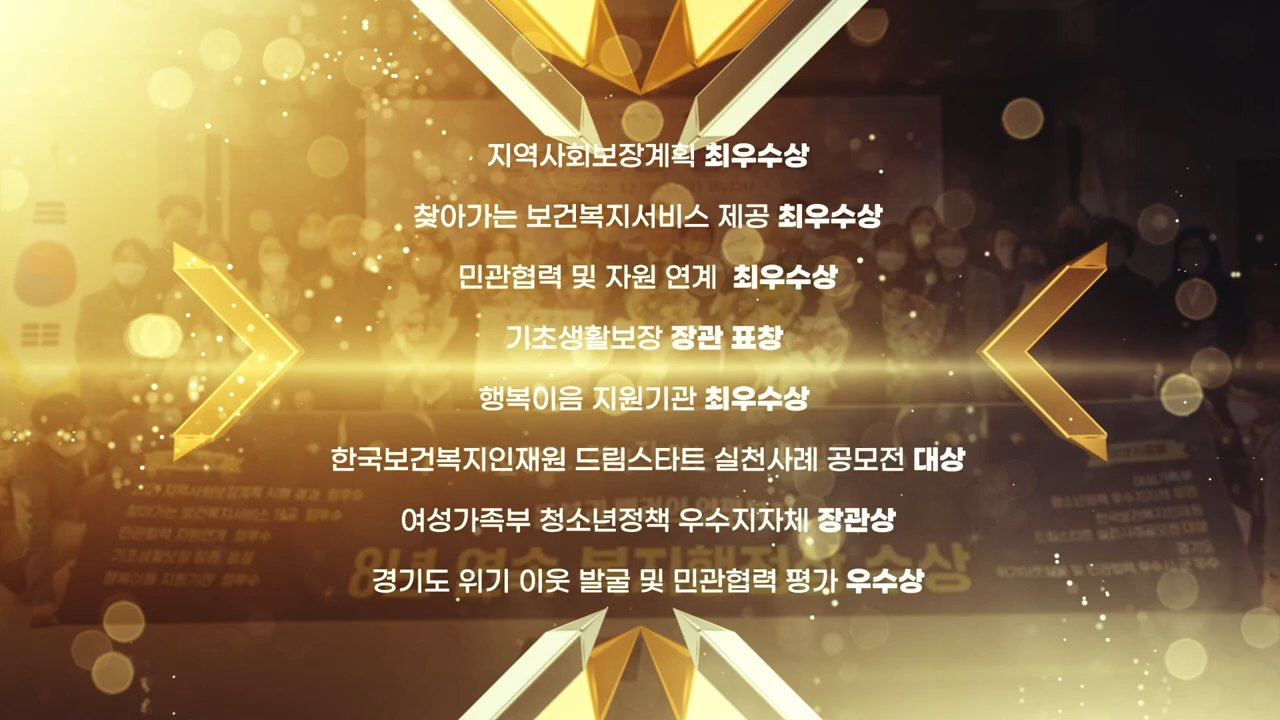 지역사회보장계획 최우수상
찾아가는 보건복지서비스 제공 최우수상
민관협력 및 자원 연계 최우수상
기초생활보장 장관 표창
행복이음 지원기관 최우수상
한국보건복지인재원 드림스타트 실천사례 공모전 대상
여성가족부 청소년정책 우수지자체 장관상
경기도 위기 이웃 발굴 및 민관협력 평가 우수상